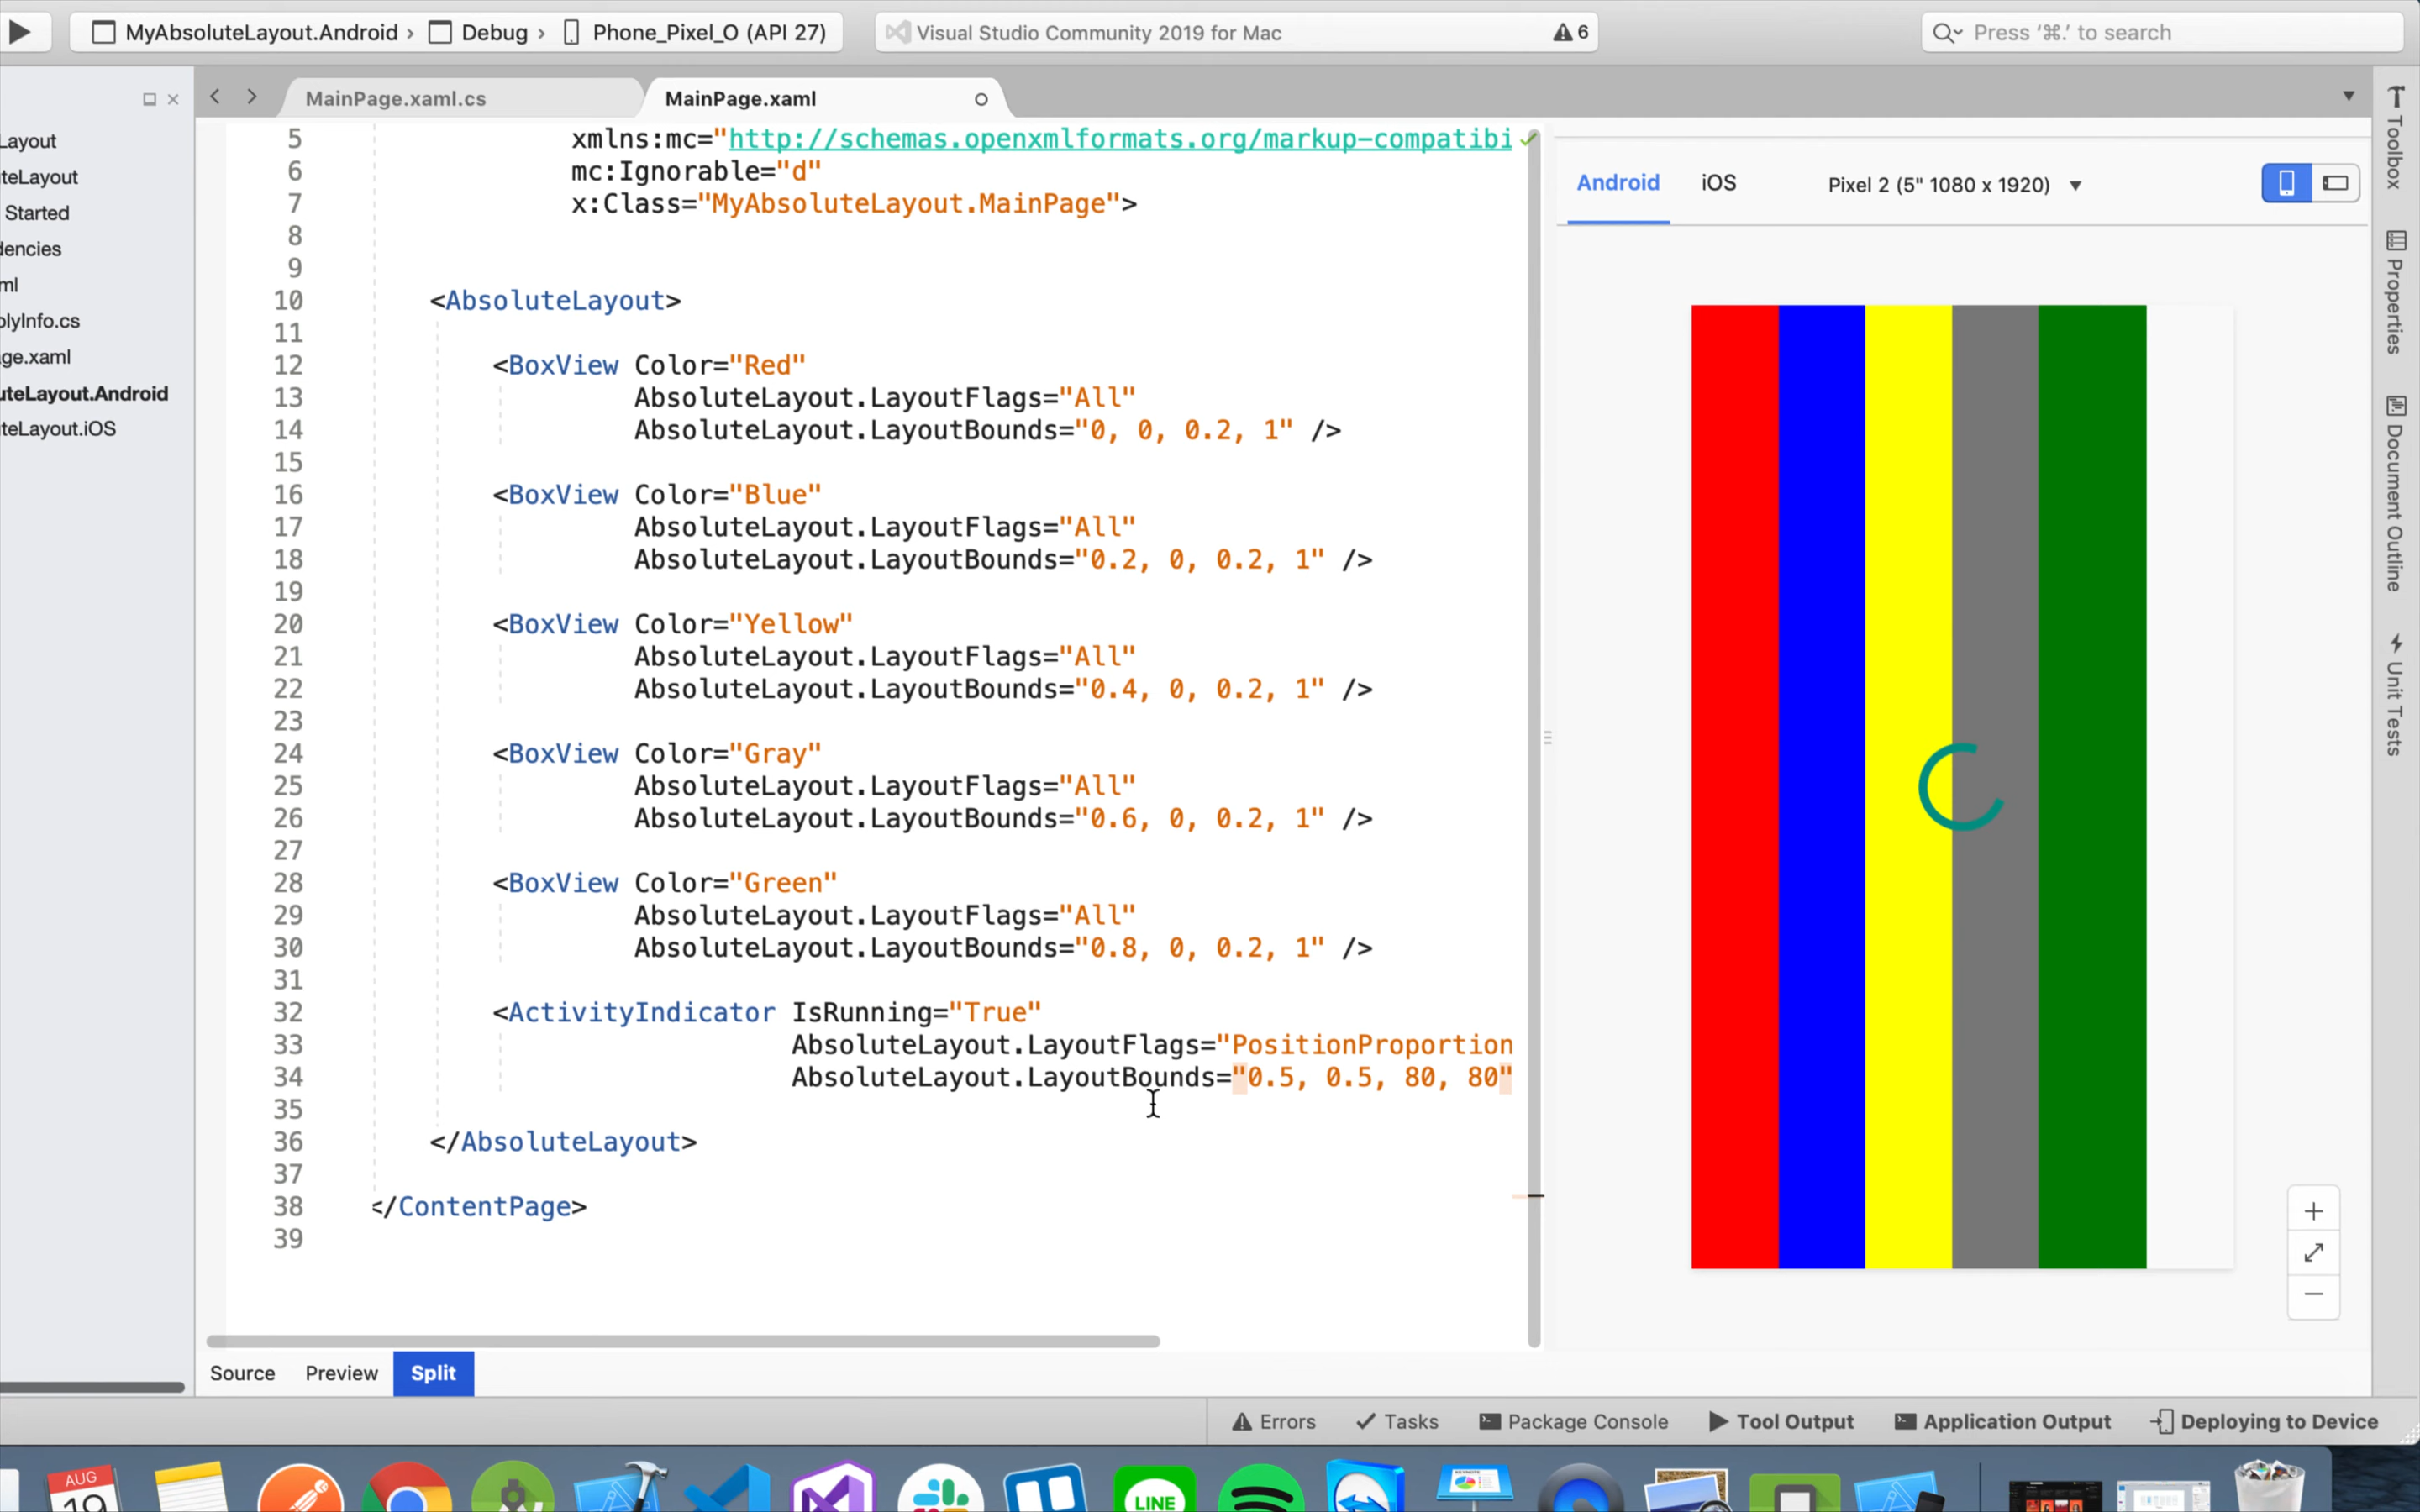 MyAbsoluteLayout.Android › Debug › Phone_Pixel_O (API 27)
Visual Studio Community 2019 for Mac
6
Press ‘⌘.’ to search
MainPage.xaml.cs
MainPage.xaml
Layout
teLayout
Started
dencies
ml
blyInfo.cs
ge.xaml
uteLayout.Android
teLayout.iOS
5 xmlns:mc="http://schemas.openxmlformats.org/markup-compatibi
6 mc:Ignorable="d"
7 x:Class="MyAbsoluteLayout.MainPage">
8
9
10 <AbsoluteLayout>
11
12 <BoxView Color="Red"
13 AbsoluteLayout.LayoutFlags="All"
14 AbsoluteLayout.LayoutBounds="0, 0, 0.2, 1" />
15
16 <BoxView Color="Blue"
17 AbsoluteLayout.LayoutFlags="All"
18 AbsoluteLayout.LayoutBounds="0.2, 0, 0.2, 1" />
19
20 <BoxView Color="Yellow"
21 AbsoluteLayout.LayoutFlags="All"
22 AbsoluteLayout.LayoutBounds="0.4, 0, 0.2, 1" />
23
24 <BoxView Color="Gray"
25 AbsoluteLayout.LayoutFlags="All"
26 AbsoluteLayout.LayoutBounds="0.6, 0, 0.2, 1" />
27
28 <BoxView Color="Green"
29 AbsoluteLayout.LayoutFlags="All"
30 AbsoluteLayout.LayoutBounds="0.8, 0, 0.2, 1" />
31
32 <ActivityIndicator IsRunning="True"
33 AbsoluteLayout.LayoutFlags="PositionProportion
34 AbsoluteLayout.LayoutBounds="0.5, 0.5, 80, 80"
35
36 </AbsoluteLayout>
37
38 </ContentPage>
39
Android iOS Pixel 2 (5" 1080 x 1920)
Toolbox
Properties
Document Outline
Unit Tests
Source Preview Split
Errors Tasks Package Console Tool Output Application Output Deploying to Device
AUG
19
LINE